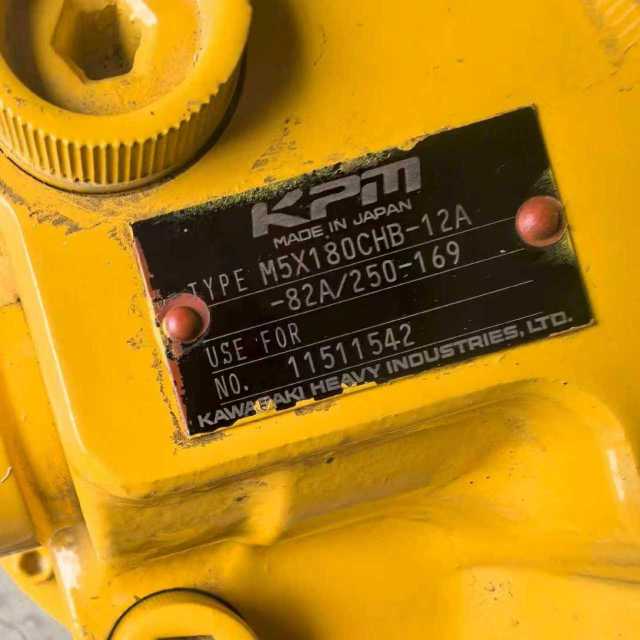 KPM
MADE IN JAPAN
TYPE M5X180CHB-12A
-82A/250-169
USE FOR
NO. 11511542
KAWASAKI HEAVY INDUSTRIES, LTD.